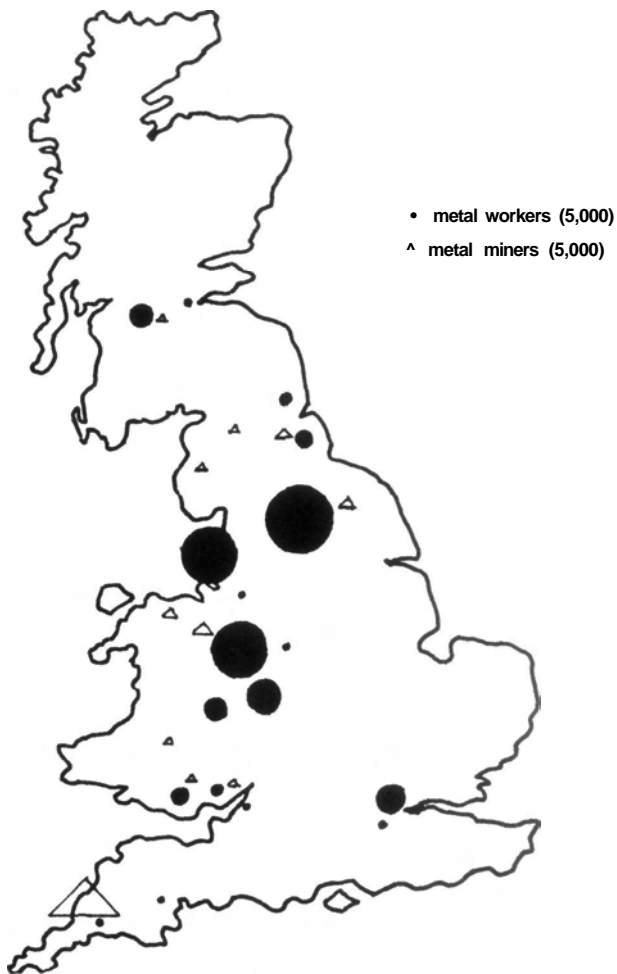 • metal workers (5,000)
^ metal miners (5,000)